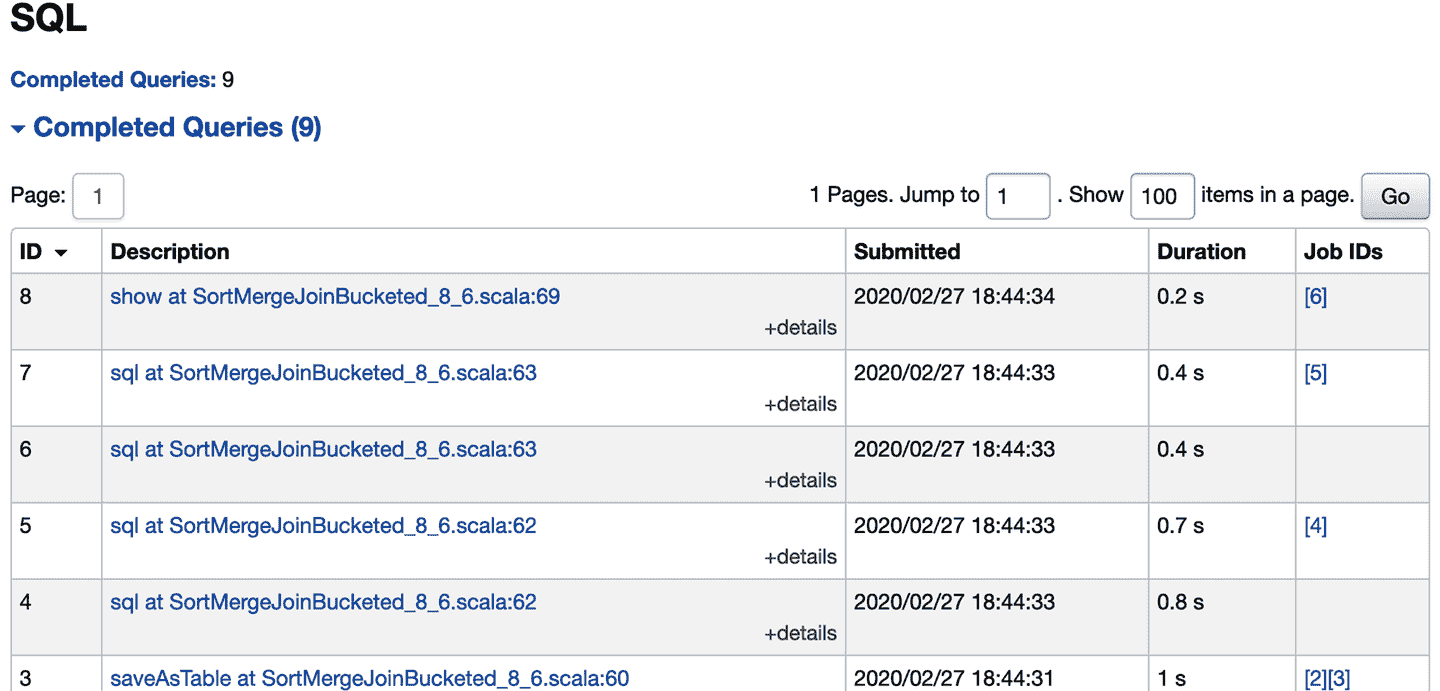 SQL
Completed Queries: 9
Completed Queries (9)
Page: 1 1 Pages. Jump to 1 . Show 100 items in a page. Go
ID Description Submitted Duration Job IDs
8 show at SortMergeJoinBucketed_8_6.scala:69 2020/02/27 18:44:34 0.2 s [6]
+details
7 sql at SortMergeJoinBucketed_8_6.scala:63 2020/02/27 18:44:33 0.4 s [5]
+details
6 sql at SortMergeJoinBucketed_8_6.scala:63 2020/02/27 18:44:33 0.4 s
+details
5 sql at SortMergeJoinBucketed_8_6.scala:62 2020/02/27 18:44:33 0.7 s [4]
+details
4 sql at SortMergeJoinBucketed_8_6.scala:62 2020/02/27 18:44:33 0.8 s
+details
3 saveAsTable at SortMergeJoinBucketed_8_6.scala:60 2020/02/27 18:44:31 1 s [2][3]